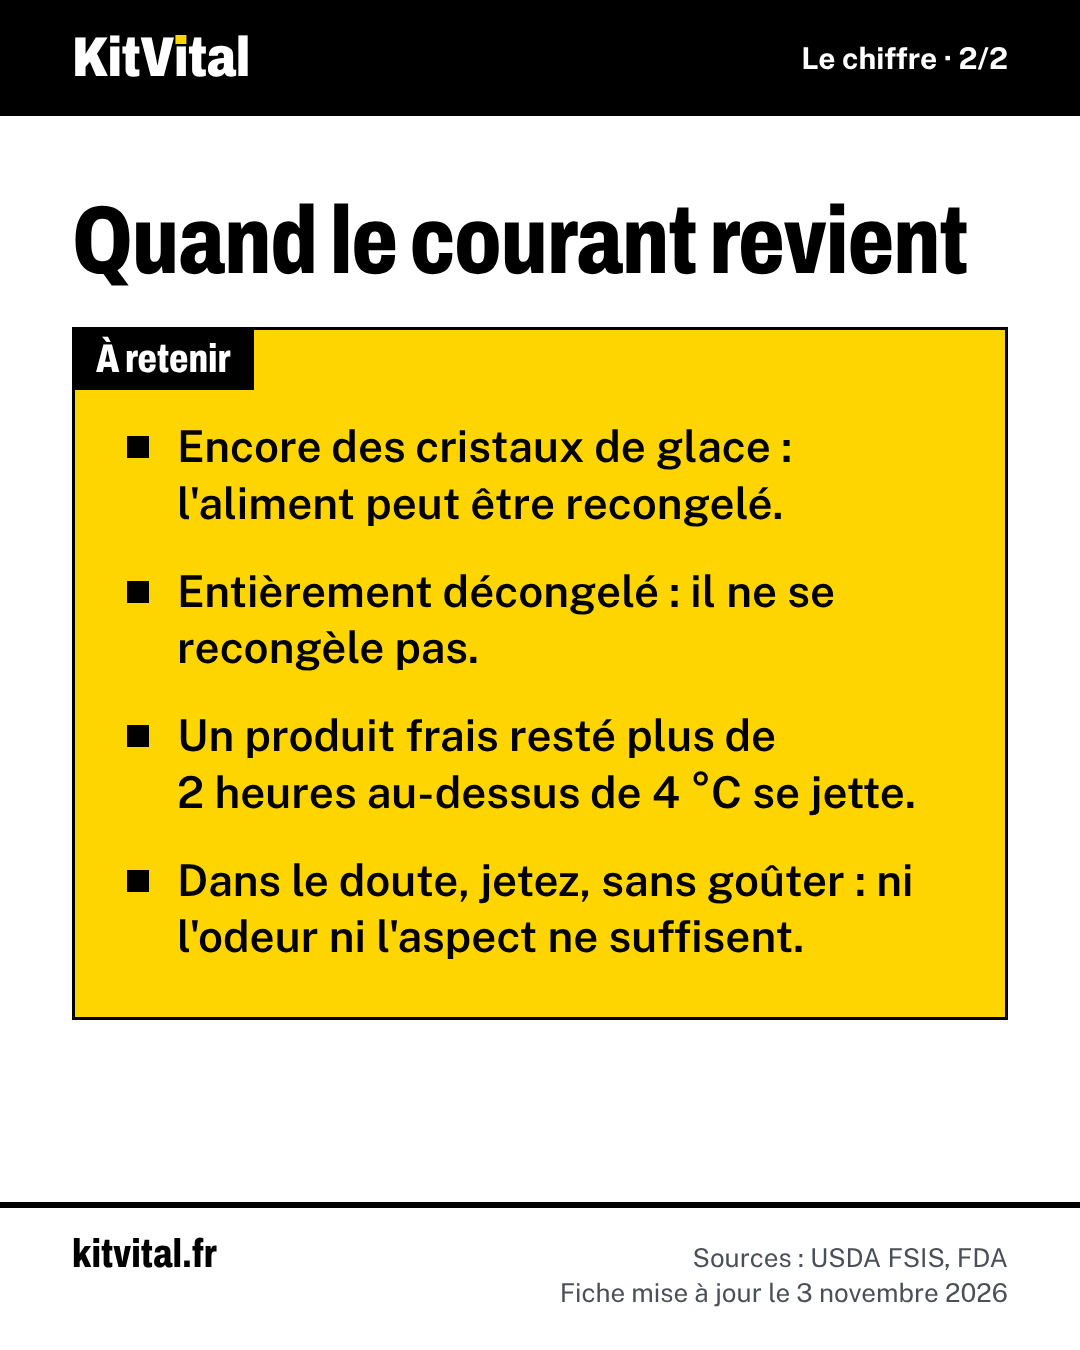 KitVital
Le chiffre · 2/2
Quand le courant revient
À retenir
Encore des cristaux de glace :
l'aliment peut être recongelé.
Entièrement décongelé : il ne se
recongèle pas.
Un produit frais resté plus de
2 heures au-dessus de 4 °C se jette.
Dans le doute, jetez, sans goûter : ni
l'odeur ni l'aspect ne suffisent.
kitvital.fr
Sources : USDA FSIS, FDA
Fiche mise à jour le 3 novembre 2026